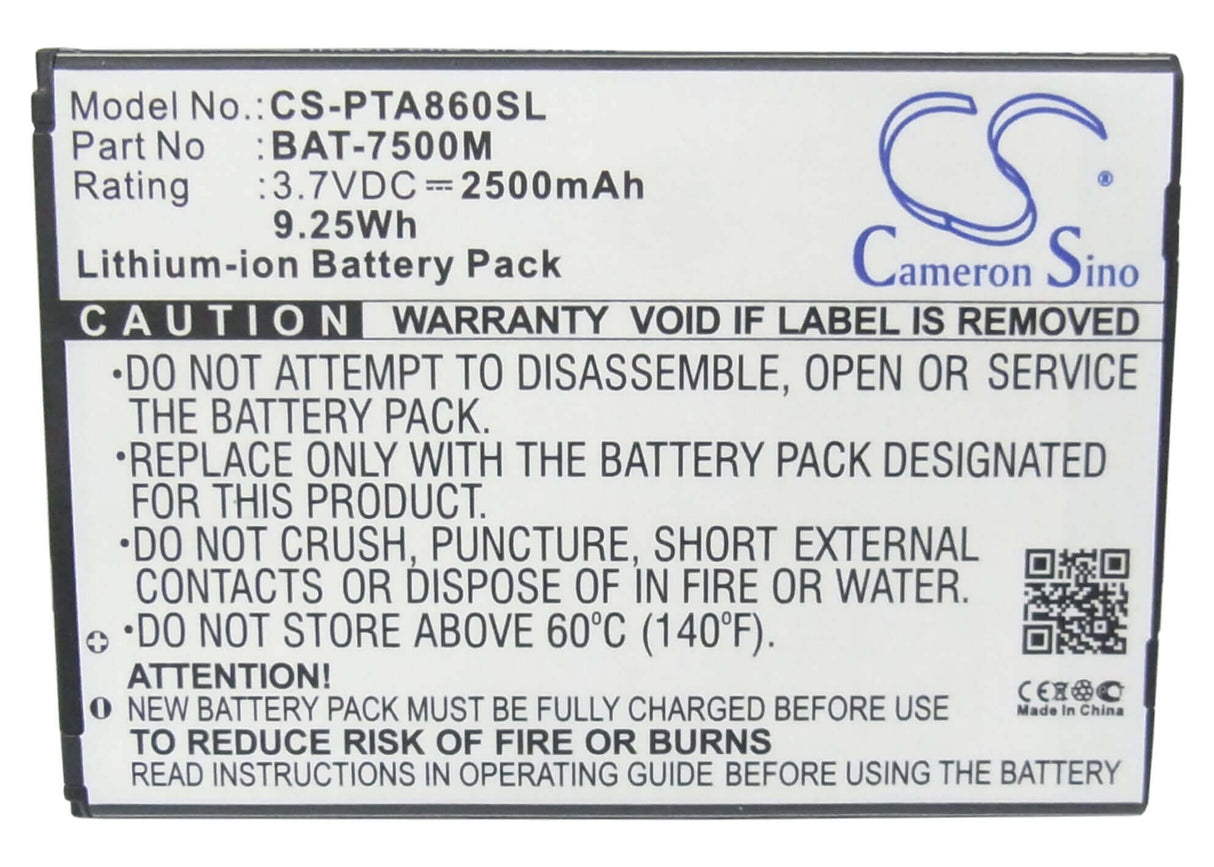 Model No.: CS-PTA860SL
Part No : BAT-7500M
Rating : 3.7VDC ⎓ 2500mAh
9.25Wh
Lithium-ion Battery Pack
CS ®
Cameron Sino
CAUTION WARRANTY VOID IF LABEL IS REMOVED
•DO NOT ATTEMPT TO DISASSEMBLE, OPEN OR SERVICE
THE BATTERY PACK.
•REPLACE ONLY WITH THE BATTERY PACK DESIGNATED
FOR THIS PRODUCT.
•DO NOT CRUSH, PUNCTURE, SHORT EXTERNAL
CONTACTS OR DISPOSE OF IN FIRE OR WATER.
•DO NOT STORE ABOVE 60°C (140°F).
ATTENTION!
NEW BATTERY PACK MUST BE FULLY CHARGED BEFORE USE
TO REDUCE RISK OF FIRE OR BURNS
READ INSTRUCTIONS IN OPERATING GUIDE BEFORE USING THE BATTERY
CE
Made In China